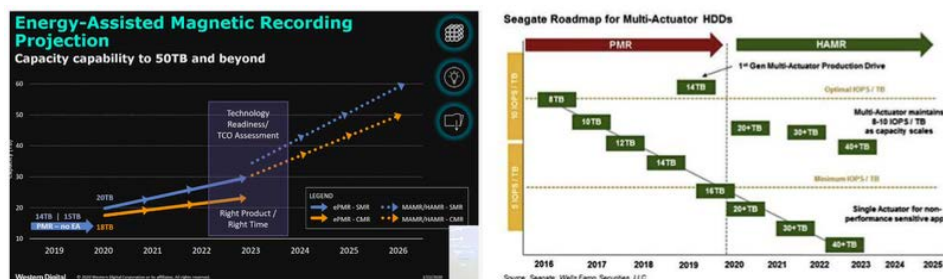 Energy-Assisted Magnetic Recording
Projection
Capacity capability to 50TB and beyond
60
50
40
30
20
10
Technology
Readiness/
TCO Assessment
20TB
14TB | 15TB
PMR – no EA
18TB
Right Product /
Right Time
LEGEND
ePMR - SMR
MAMR/HAMR - SMR
ePMR - CMR
MAMR/HAMR - CMR
2019 2020 2021 2022 2023 2024 2025 2026
Western Digital
Seagate Roadmap for Multi-Actuator HDDs
PMR
HAMR
1st Gen Multi-Actuator Production Drive
10 IOPS / TB
5 IOPS / TB
14TB
Optimal IOPS / TB
8TB
Multi-Actuator maintains
8-10 IOPS / TB
as capacity scales
10TB
20+TB
30+TB
12TB
40+TB
14TB
Minimum IOPS / TB
16TB
20+TB
Single Actuator for non-
performance sensitive app
30+TB
40+TB
2016 2017 2018 2019 2020 2021 2022 2023 2024 2025
Source: Seagate; Wells Fargo Securities, LLC